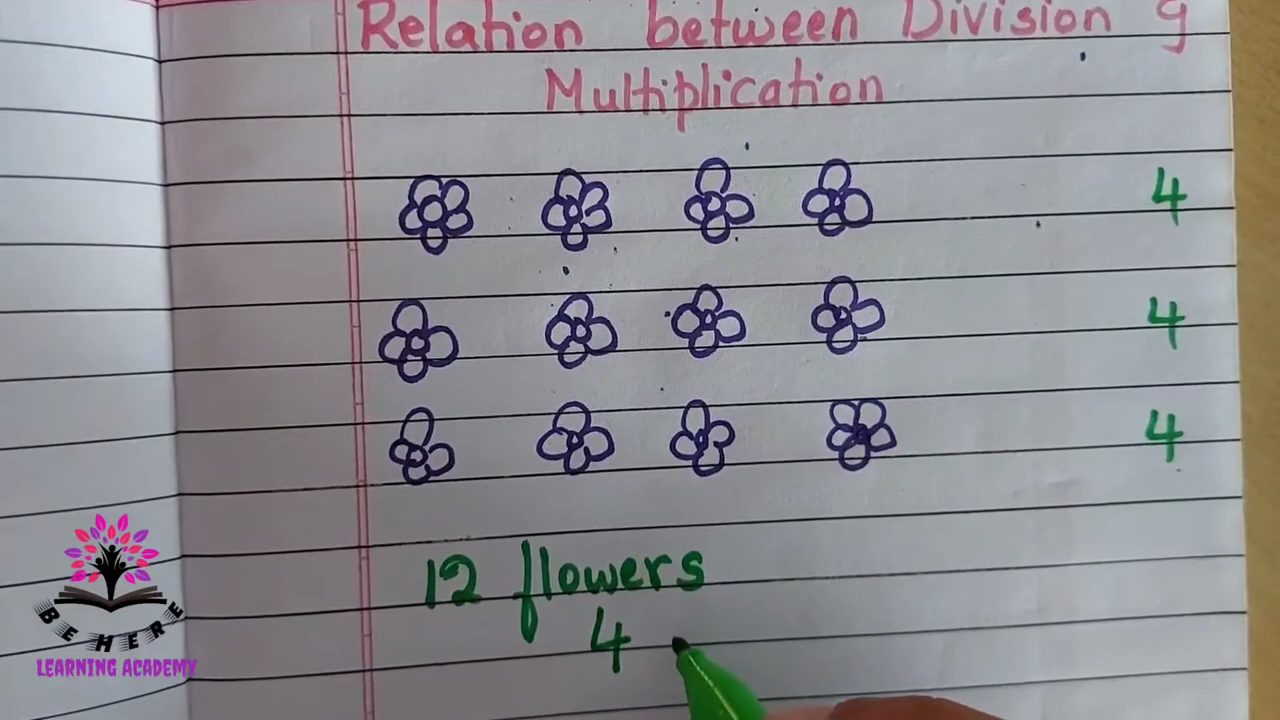 Relation between Division &
Multiplication
4
4
4
12 flowers
4
BEHERE
LEARNING ACADEMY